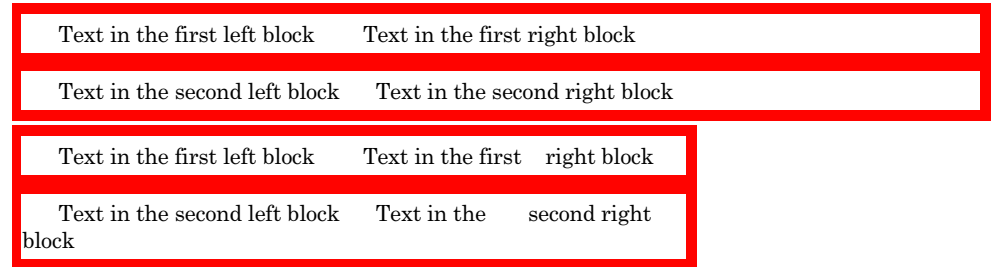 Text in the first left block Text in the first right block
Text in the second left block Text in the second right block
Text in the first left block Text in the first right block
Text in the second left block Text in the second right
block